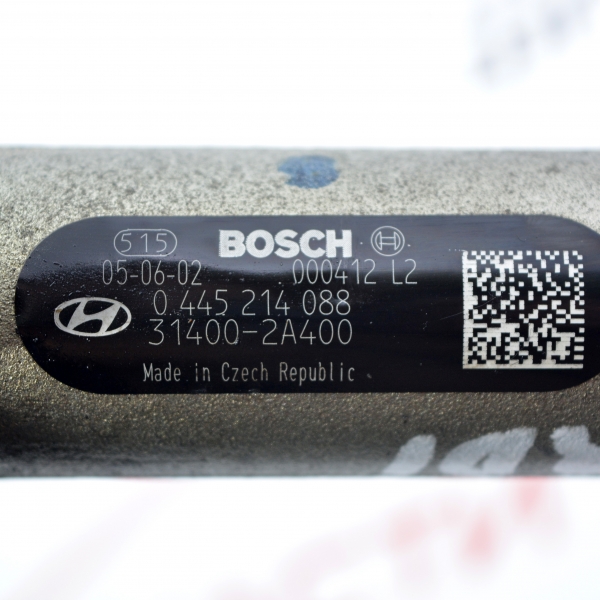 515 BOSCH
05-06-02 000412 L2
0 445 214 088
31400-2A400
Made in Czech Republic